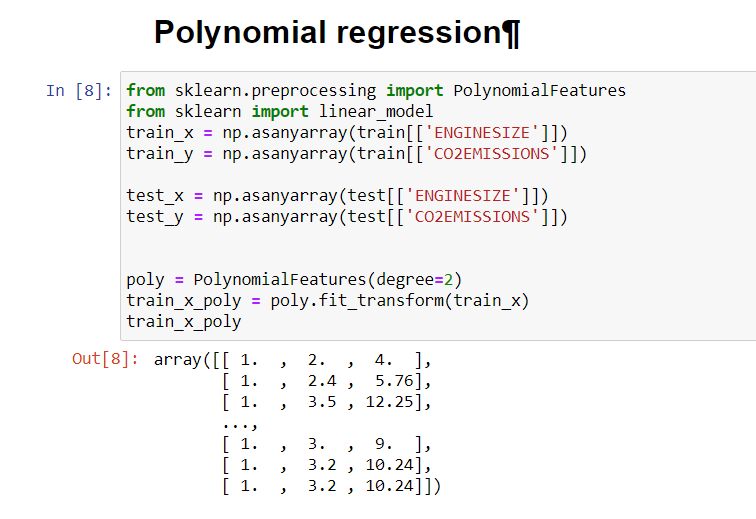 Polynomial regression¶
In [8]: from sklearn.preprocessing import PolynomialFeatures
from sklearn import linear_model
train_x = np.asanyarray(train[['ENGINESIZE']])
train_y = np.asanyarray(train[['CO2EMISSIONS']])
test_x = np.asanyarray(test[['ENGINESIZE']])
test_y = np.asanyarray(test[['CO2EMISSIONS']])
poly = PolynomialFeatures(degree=2)
train_x_poly = poly.fit_transform(train_x)
train_x_poly
Out[8]: array([[ 1.  ,  2.  ,  4.  ],
[ 1.  ,  2.4 ,  5.76],
[ 1.  ,  3.5 , 12.25],
...,
[ 1.  ,  3.  ,  9.  ],
[ 1.  ,  3.2 , 10.24],
[ 1.  ,  3.2 , 10.24]])